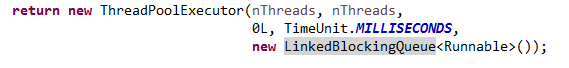 return new ThreadPoolExecutor(nThreads, nThreads,
0L, TimeUnit.MILLISECONDS,
new LinkedBlockingQueue<Runnable>());